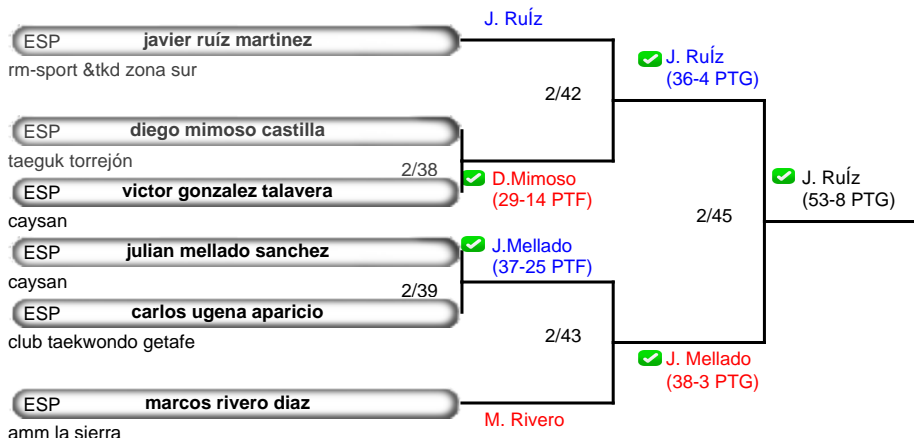 ESP javier ruíz martinez
rm-sport &tkd zona sur
ESP diego mimoso castilla
taeguk torrejón
ESP victor gonzalez talavera
caysan
ESP julian mellado sanchez
caysan
ESP carlos ugena aparicio
club taekwondo getafe
ESP marcos rivero diaz
amm la sierra
J. RuÍz
2/38
D.Mimoso
(29-14 PTF)
J.Mellado
(37-25 PTF)
2/39
M. Rivero
2/42
2/43
J. RuÍz
(36-4 PTG)
J. Mellado
(38-3 PTG)
2/45
J. RuÍz
(53-8 PTG)